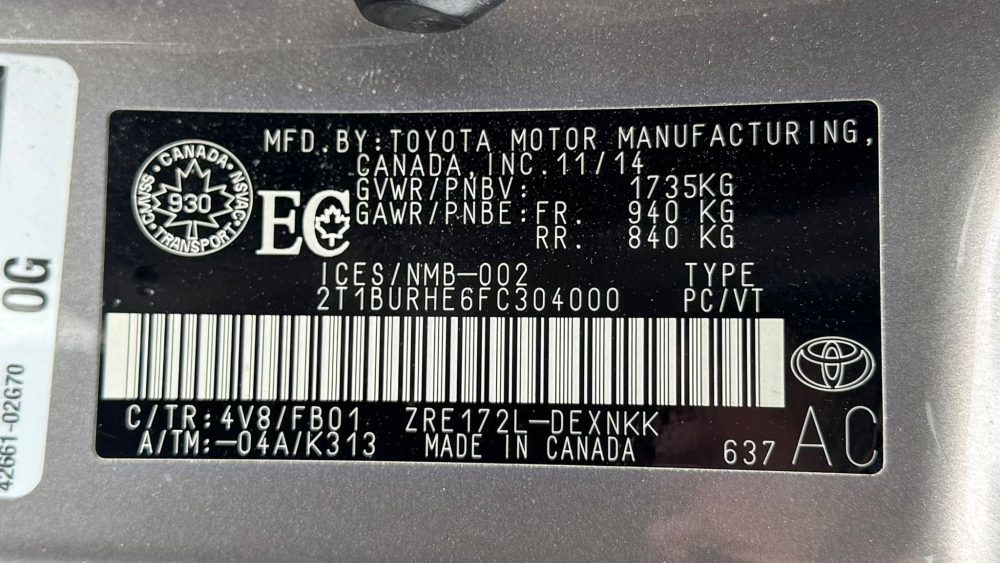 MFD.BY:TOYOTA MOTOR MANUFACTURING,
CANADA,INC.11/14
GVWR/PNBV: 1735KG
GAWR/PNBE:FR. 940 KG
RR. 840 KG
CANADA
CMVSS 930 NSVAC
TRANSPORT
EC
ICES/NMB-002 TYPE
2T1BURHE6FC304000 PC/VT
C/TR:4V8/FB01 ZRE172L-DEXNKK
A/TM:-04A/K313 MADE IN CANADA 637 AC
0G
42661-02G70